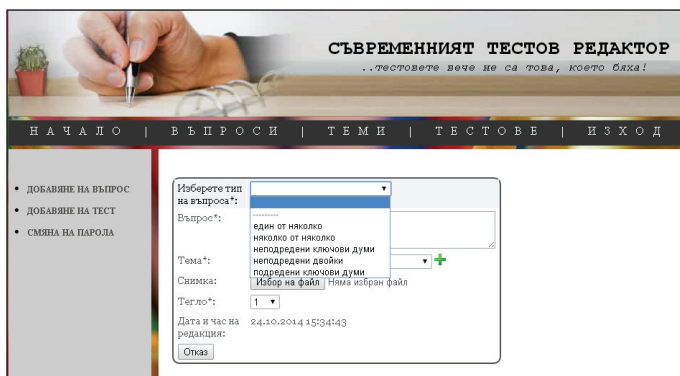 СЪВРЕМЕННИЯТ ТЕСТОВ РЕДАКТОР
..тестовете вече не са това, което бяха!
НАЧАЛО | ВЪПРОСИ | ТЕМИ | ТЕСТОВЕ | ИЗХОД
ДОБАВЯНЕ НА ВЪПРОС
ДОБАВЯНЕ НА ТЕСТ
СМЯНА НА ПАРОЛА
Изберете тип
на въпроса*:
---------
един от няколко
няколко от няколко
неподредени ключови думи
неподредени двойки
подредени ключови думи
Въпрос*:
Тема*:
Снимка: Избор на файл Няма избран файл
Тегло*: 1
Дата и час на 24.10.2014 15:34:43
редакция:
Отказ